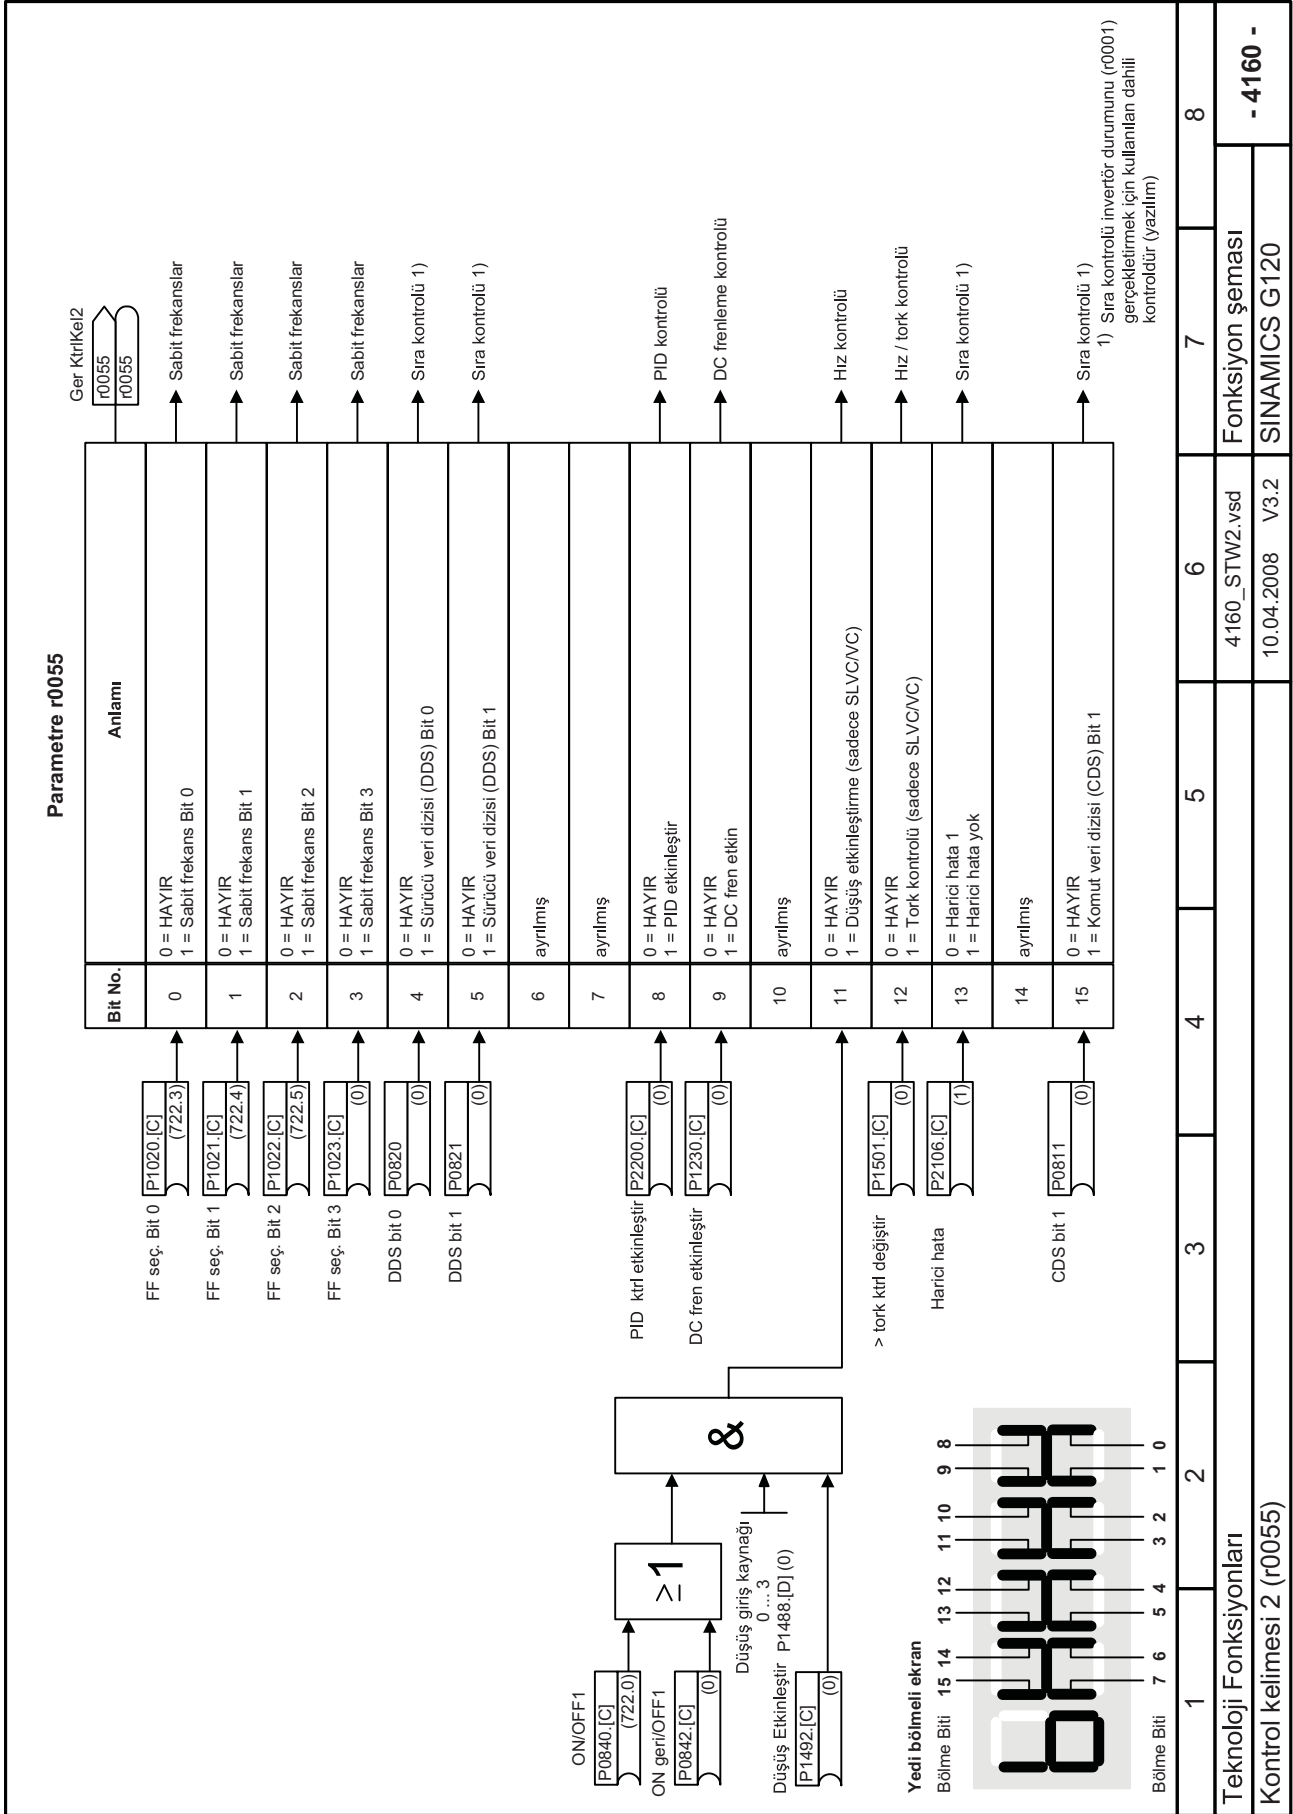 Parametre r0055
Ger KtrlKel2
r0055
r0055
Bit No.
Anlamı
FF seç. Bit 0
P1020.[C]
(722.3)
0
0 = HAYIR
1 = Sabit frekans Bit 0
Sabit frekanslar
FF seç. Bit 1
P1021.[C]
(722.4)
1
0 = HAYIR
1 = Sabit frekans Bit 1
Sabit frekanslar
FF seç. Bit 2
P1022.[C]
(722.5)
2
0 = HAYIR
1 = Sabit frekans Bit 2
Sabit frekanslar
FF seç. Bit 3
P1023.[C]
(0)
3
0 = HAYIR
1 = Sabit frekans Bit 3
Sabit frekanslar
DDS bit 0
P0820
(0)
4
0 = HAYIR
1 = Sürücü veri dizisi (DDS) Bit 0
Sıra kontrolü 1)
DDS bit 1
P0821
(0)
5
0 = HAYIR
1 = Sürücü veri dizisi (DDS) Bit 1
Sıra kontrolü 1)
6
ayrılmış
7
ayrılmış
PID ktrl etkinleştir
P2200.[C]
(0)
8
0 = HAYIR
1 = PID etkinleştir
PID kontrolü
DC fren etkinleştir
P1230.[C]
(0)
9
0 = HAYIR
1 = DC fren etkin
DC frenleme kontrolü
10
ayrılmış
11
0 = HAYIR
1 = Düşüş etkinleştirme (sadece SLVC/VC)
Hız kontrolü
> tork ktrl değiştir
P1501.[C]
(0)
12
0 = HAYIR
1 = Tork kontrolü (sadece SLVC/VC)
Hız / tork kontrolü
Harici hata
P2106.[C]
(1)
13
0 = Harici hata 1
1 = Harici hata yok
Sıra kontrolü 1)
14
ayrılmış
CDS bit 1
P0811
(0)
15
0 = HAYIR
1 = Komut veri dizisi (CDS) Bit 1
Sıra kontrolü 1)
ON/OFF1
P0840.[C]
(722.0)
ON geri/OFF1
P0842.[C]
(0)
≥1
&
Düşüş giriş kaynağı
0 ... 3
P1488.[D] (0)
Düşüş Etkinleştir
P1492.[C]
(0)
Yedi bölmeli ekran
Bölme Biti 15 14 13 12 11 10 9 8
Bölme Biti 7 6 5 4 3 2 1 0
1) Sıra kontrolü invertör durumunu (r0001)
gerçekletirmek için kullanılan dahili
kontroldür (yazılım)
1 2 3 4 5 6 7 8
Teknoloji Fonksiyonları
4160_STW2.vsd
Fonksiyon şeması
- 4160 -
Kontrol kelimesi 2 (r0055)
10.04.2008 V3.2
SINAMICS G120